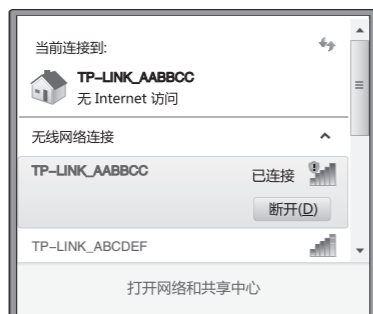 当前连接到:
TP-LINK_AABBCC
无 Internet 访问
无线网络连接
TP-LINK_AABBCC
已连接
断开(D)
TP-LINK_ABCDEF
打开网络和共享中心